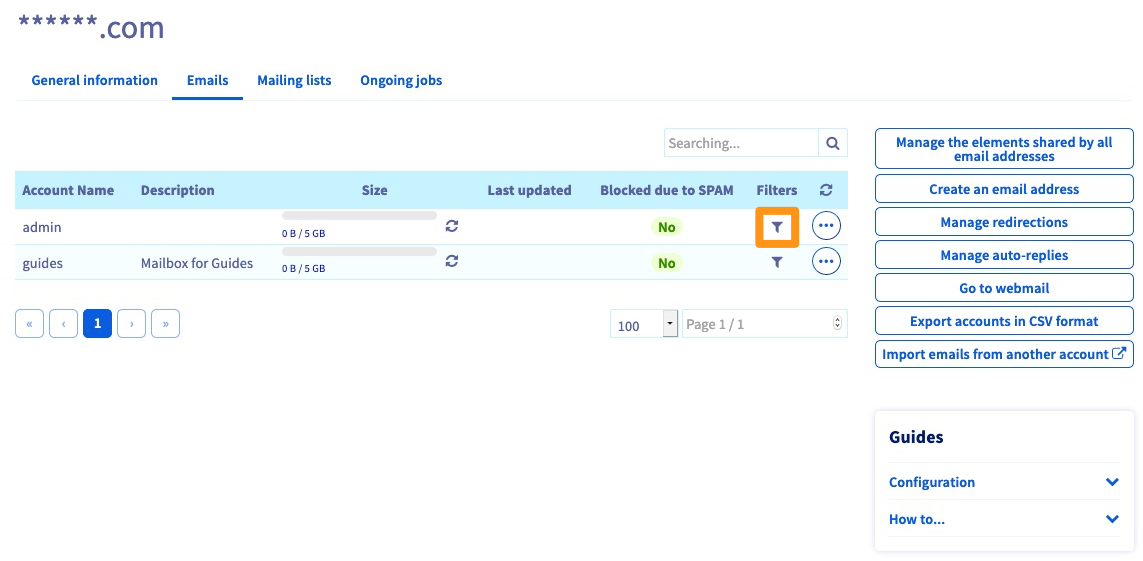 ******.com
General information
Emails
Mailing lists
Ongoing jobs
Searching...
Account Name Description Size Last updated Blocked due to SPAM Filters
admin 0 B / 5 GB No
guides Mailbox for Guides 0 B / 5 GB No
« ‹ 1 › »
100 Page 1 / 1
Manage the elements shared by all
email addresses
Create an email address
Manage redirections
Manage auto-replies
Go to webmail
Export accounts in CSV format
Import emails from another account
Guides
Configuration
How to...